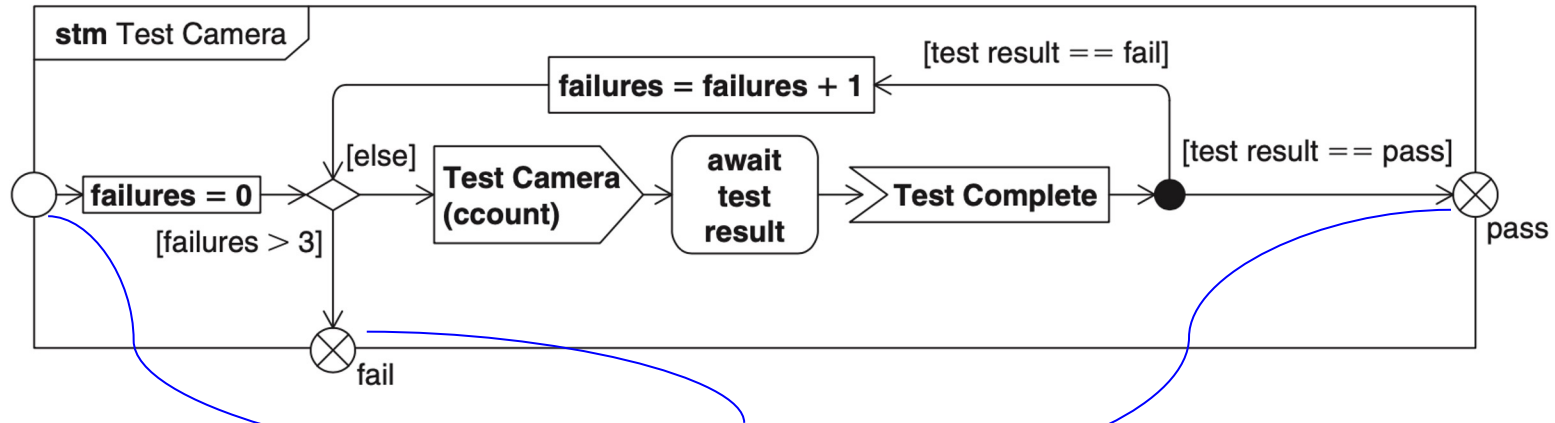 stm Test Camera
[test result == fail]
failures = failures + 1
[else]
failures = 0
Test Camera
(ccount)
await
test
result
Test Complete
[test result == pass]
pass
[failures > 3]
fail